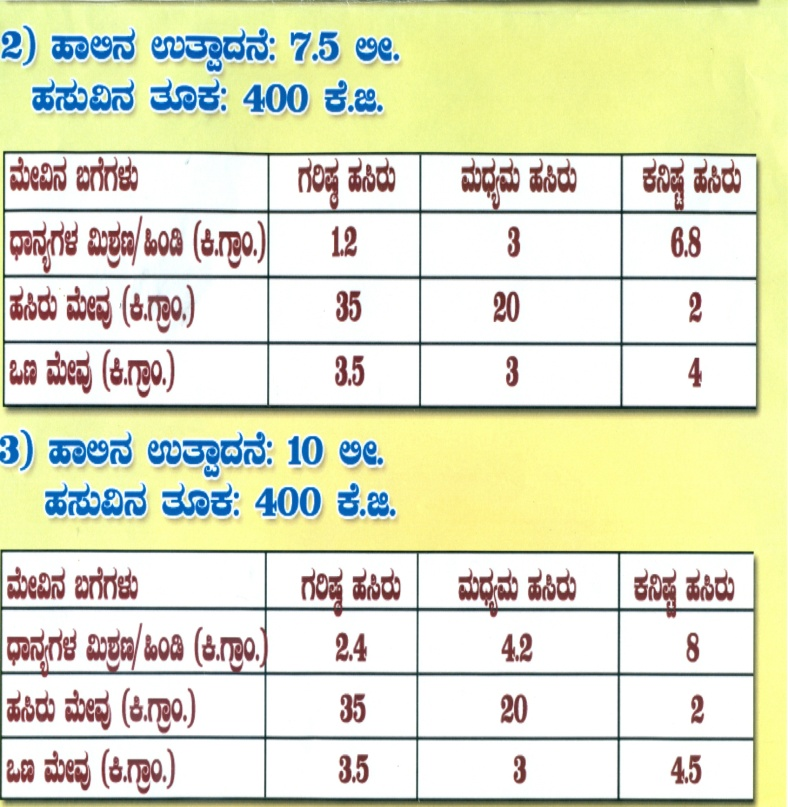 2) ಹಾಲಿನ ಉತ್ಪಾದನೆ: 7.5 ಲೀ.
ಹಸುವಿನ ತೂಕ: 400 ಕೆ.ಜಿ.
ಮೇವಿನ ಬಗೆಗಳು ಗರಿಷ್ಠ ಹಸಿರು ಮಧ್ಯಮ ಹಸಿರು ಕನಿಷ್ಟ ಹಸಿರು
ಧಾನ್ಯಗಳ ಮಿಶ್ರಣ/ಹಿಂಡಿ (ಕಿ.ಗ್ರಾಂ.) 1.2 3 6.8
ಹಸಿರು ಮೇವು (ಕಿ.ಗ್ರಾಂ.) 35 20 2
ಒಣ ಮೇವು (ಕಿ.ಗ್ರಾಂ.) 3.5 3 4
3) ಹಾಲಿನ ಉತ್ಪಾದನೆ: 10 ಲೀ.
ಹಸುವಿನ ತೂಕ: 400 ಕೆ.ಜಿ.
ಮೇವಿನ ಬಗೆಗಳು ಗರಿಷ್ಠ ಹಸಿರು ಮಧ್ಯಮ ಹಸಿರು ಕನಿಷ್ಟ ಹಸಿರು
ಧಾನ್ಯಗಳ ಮಿಶ್ರಣ/ಹಿಂಡಿ (ಕಿ.ಗ್ರಾಂ.) 2.4 4.2 8
ಹಸಿರು ಮೇವು (ಕಿ.ಗ್ರಾಂ.) 35 20 2
ಒಣ ಮೇವು (ಕಿ.ಗ್ರಾಂ.) 3.5 3 4.5